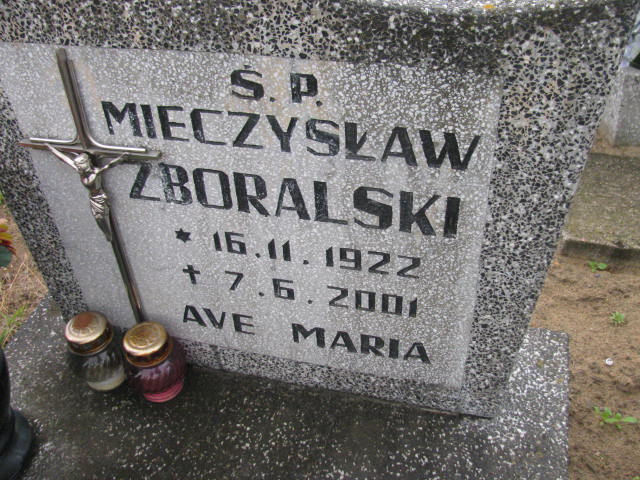 Ś. P.
MIECZYSŁAW
ZBORALSKI
* 16.11.1922
✝ 7.6.2001
AVE MARIA